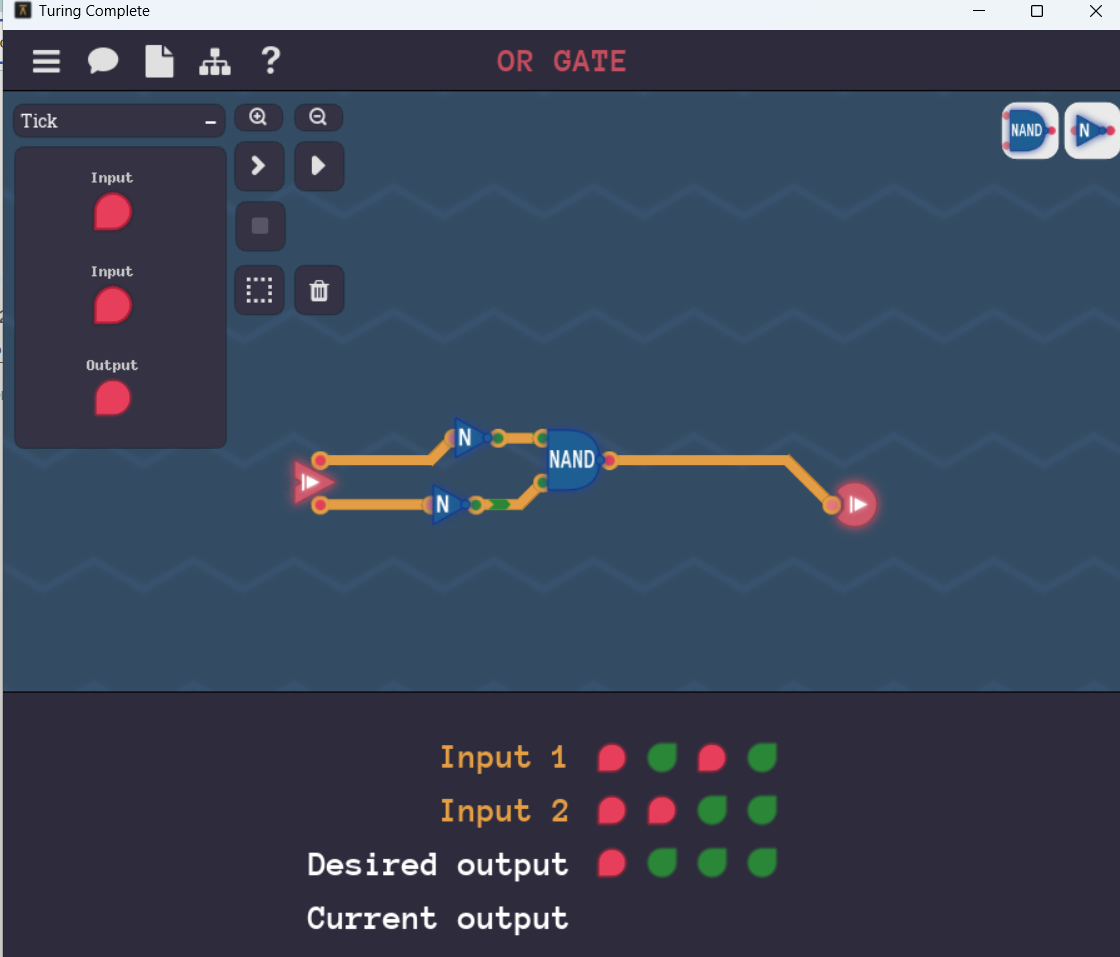 Turing Complete
OR GATE
Tick
Input
Input
Output
NAND
N
N
NAND
N
Input 1
Input 2
Desired output
Current output